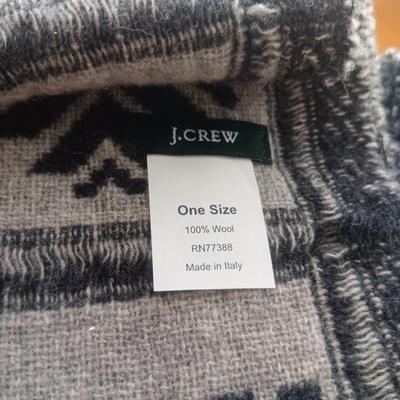 J.CREW
One Size
100% Wool
RN77388
Made in Italy